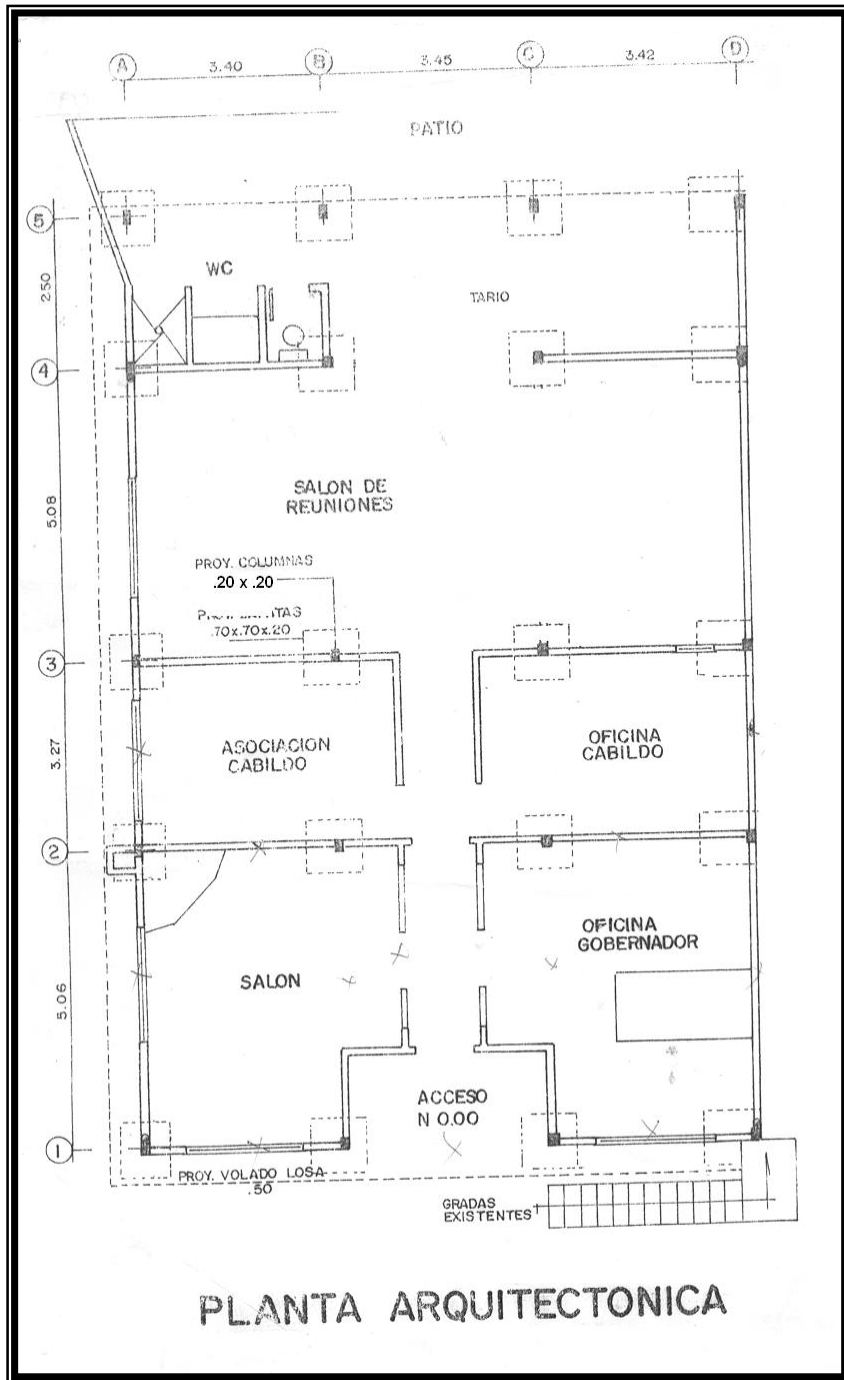 A
B
C
D
3.40
3.45
3.42
PATIO
5
WC
2.50
TARIO
4
SALON DE
REUNIONES
5.08
PROY. COLUMNAS
.20 x .20
.70x.70x.20
3
ASOCIACION
CABILDO
OFICINA
CABILDO
3.27
2
OFICINA
GOBERNADOR
SALON
5.06
ACCESO
N 0.00
1
PROY. VOLADO LOSA
.50
GRADAS
EXISTENTES
PLANTA ARQUITECTONICA